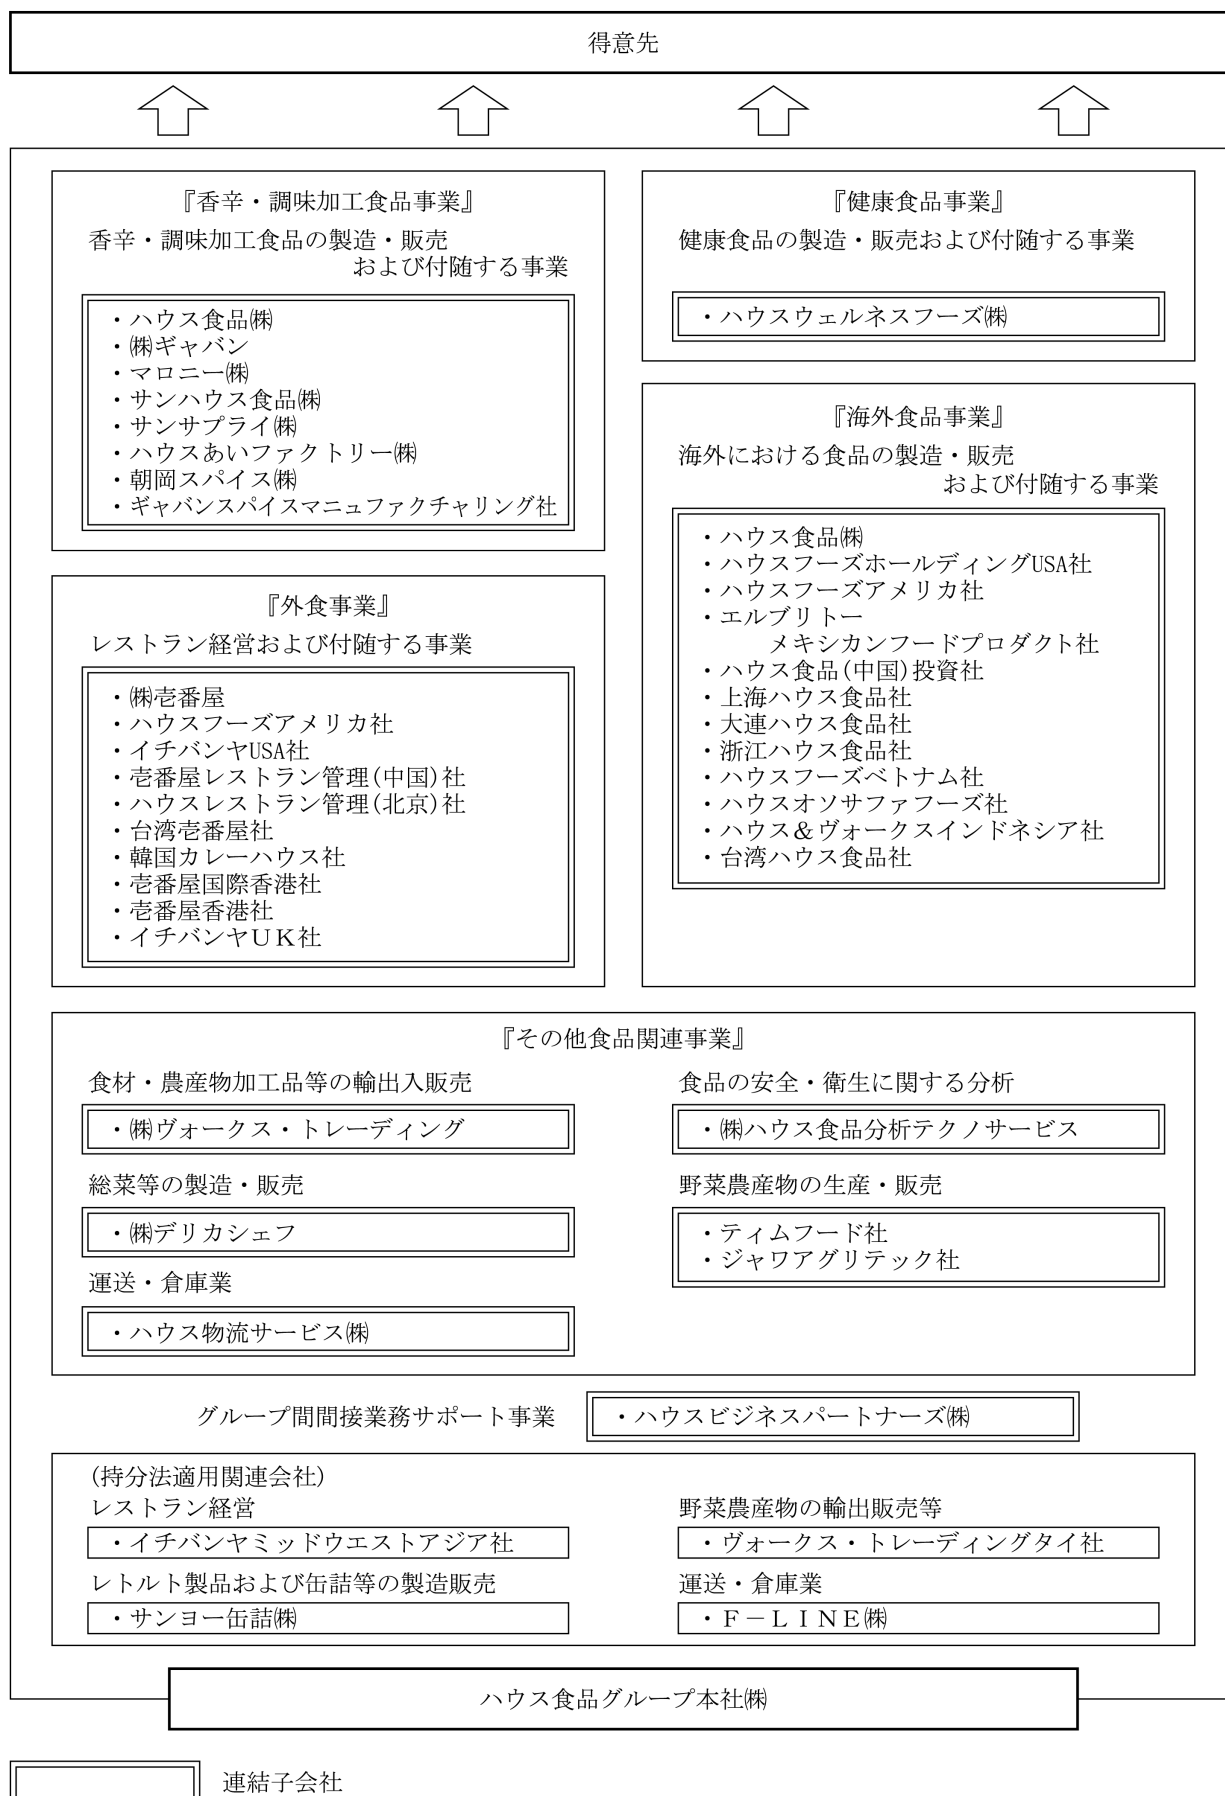 得意先
『香辛・調味加工食品事業』
香辛・調味加工食品の製造・販売
および付随する事業
・ハウス食品㈱
・㈱ギャバン
・マロニー㈱
・サンハウス食品㈱
・サンサプライ㈱
・ハウスあいファクトリー㈱
・朝岡スパイス㈱
・ギャバンスパイスマニュファクチャリング社
『健康食品事業』
健康食品の製造・販売および付随する事業
・ハウスウェルネスフーズ㈱
『外食事業』
レストラン経営および付随する事業
・㈱壱番屋
・ハウスフーズアメリカ社
・イチバンヤUSA社
・壱番屋レストラン管理(中国)社
・ハウスレストラン管理(北京)社
・台湾壱番屋社
・韓国カレーハウス社
・壱番屋国際香港社
・壱番屋香港社
・イチバンヤＵＫ社
『海外食品事業』
海外における食品の製造・販売
および付随する事業
・ハウス食品㈱
・ハウスフーズホールディングUSA社
・ハウスフーズアメリカ社
・エルブリトー
メキシカンフードプロダクト社
・ハウス食品(中国)投資社
・上海ハウス食品社
・大連ハウス食品社
・浙江ハウス食品社
・ハウスフーズベトナム社
・ハウスオソサファフーズ社
・ハウス＆ヴォークスインドネシア社
・台湾ハウス食品社
『その他食品関連事業』
食材・農産物加工品等の輸出入販売
・㈱ヴォークス・トレーディング
総菜等の製造・販売
・㈱デリカシェフ
運送・倉庫業
・ハウス物流サービス㈱
食品の安全・衛生に関する分析
・㈱ハウス食品分析テクノサービス
野菜農産物の生産・販売
・ティムフード社
・ジャワアグリテック社
グループ間間接業務サポート事業
・ハウスビジネスパートナーズ㈱
(持分法適用関連会社)
レストラン経営
・イチバンヤミッドウエストアジア社
レトルト製品および缶詰等の製造販売
・サンヨー缶詰㈱
野菜農産物の輸出販売等
・ヴォークス・トレーディングタイ社
運送・倉庫業
・Ｆ－ＬＩＮＥ㈱
ハウス食品グループ本社㈱
連結子会社